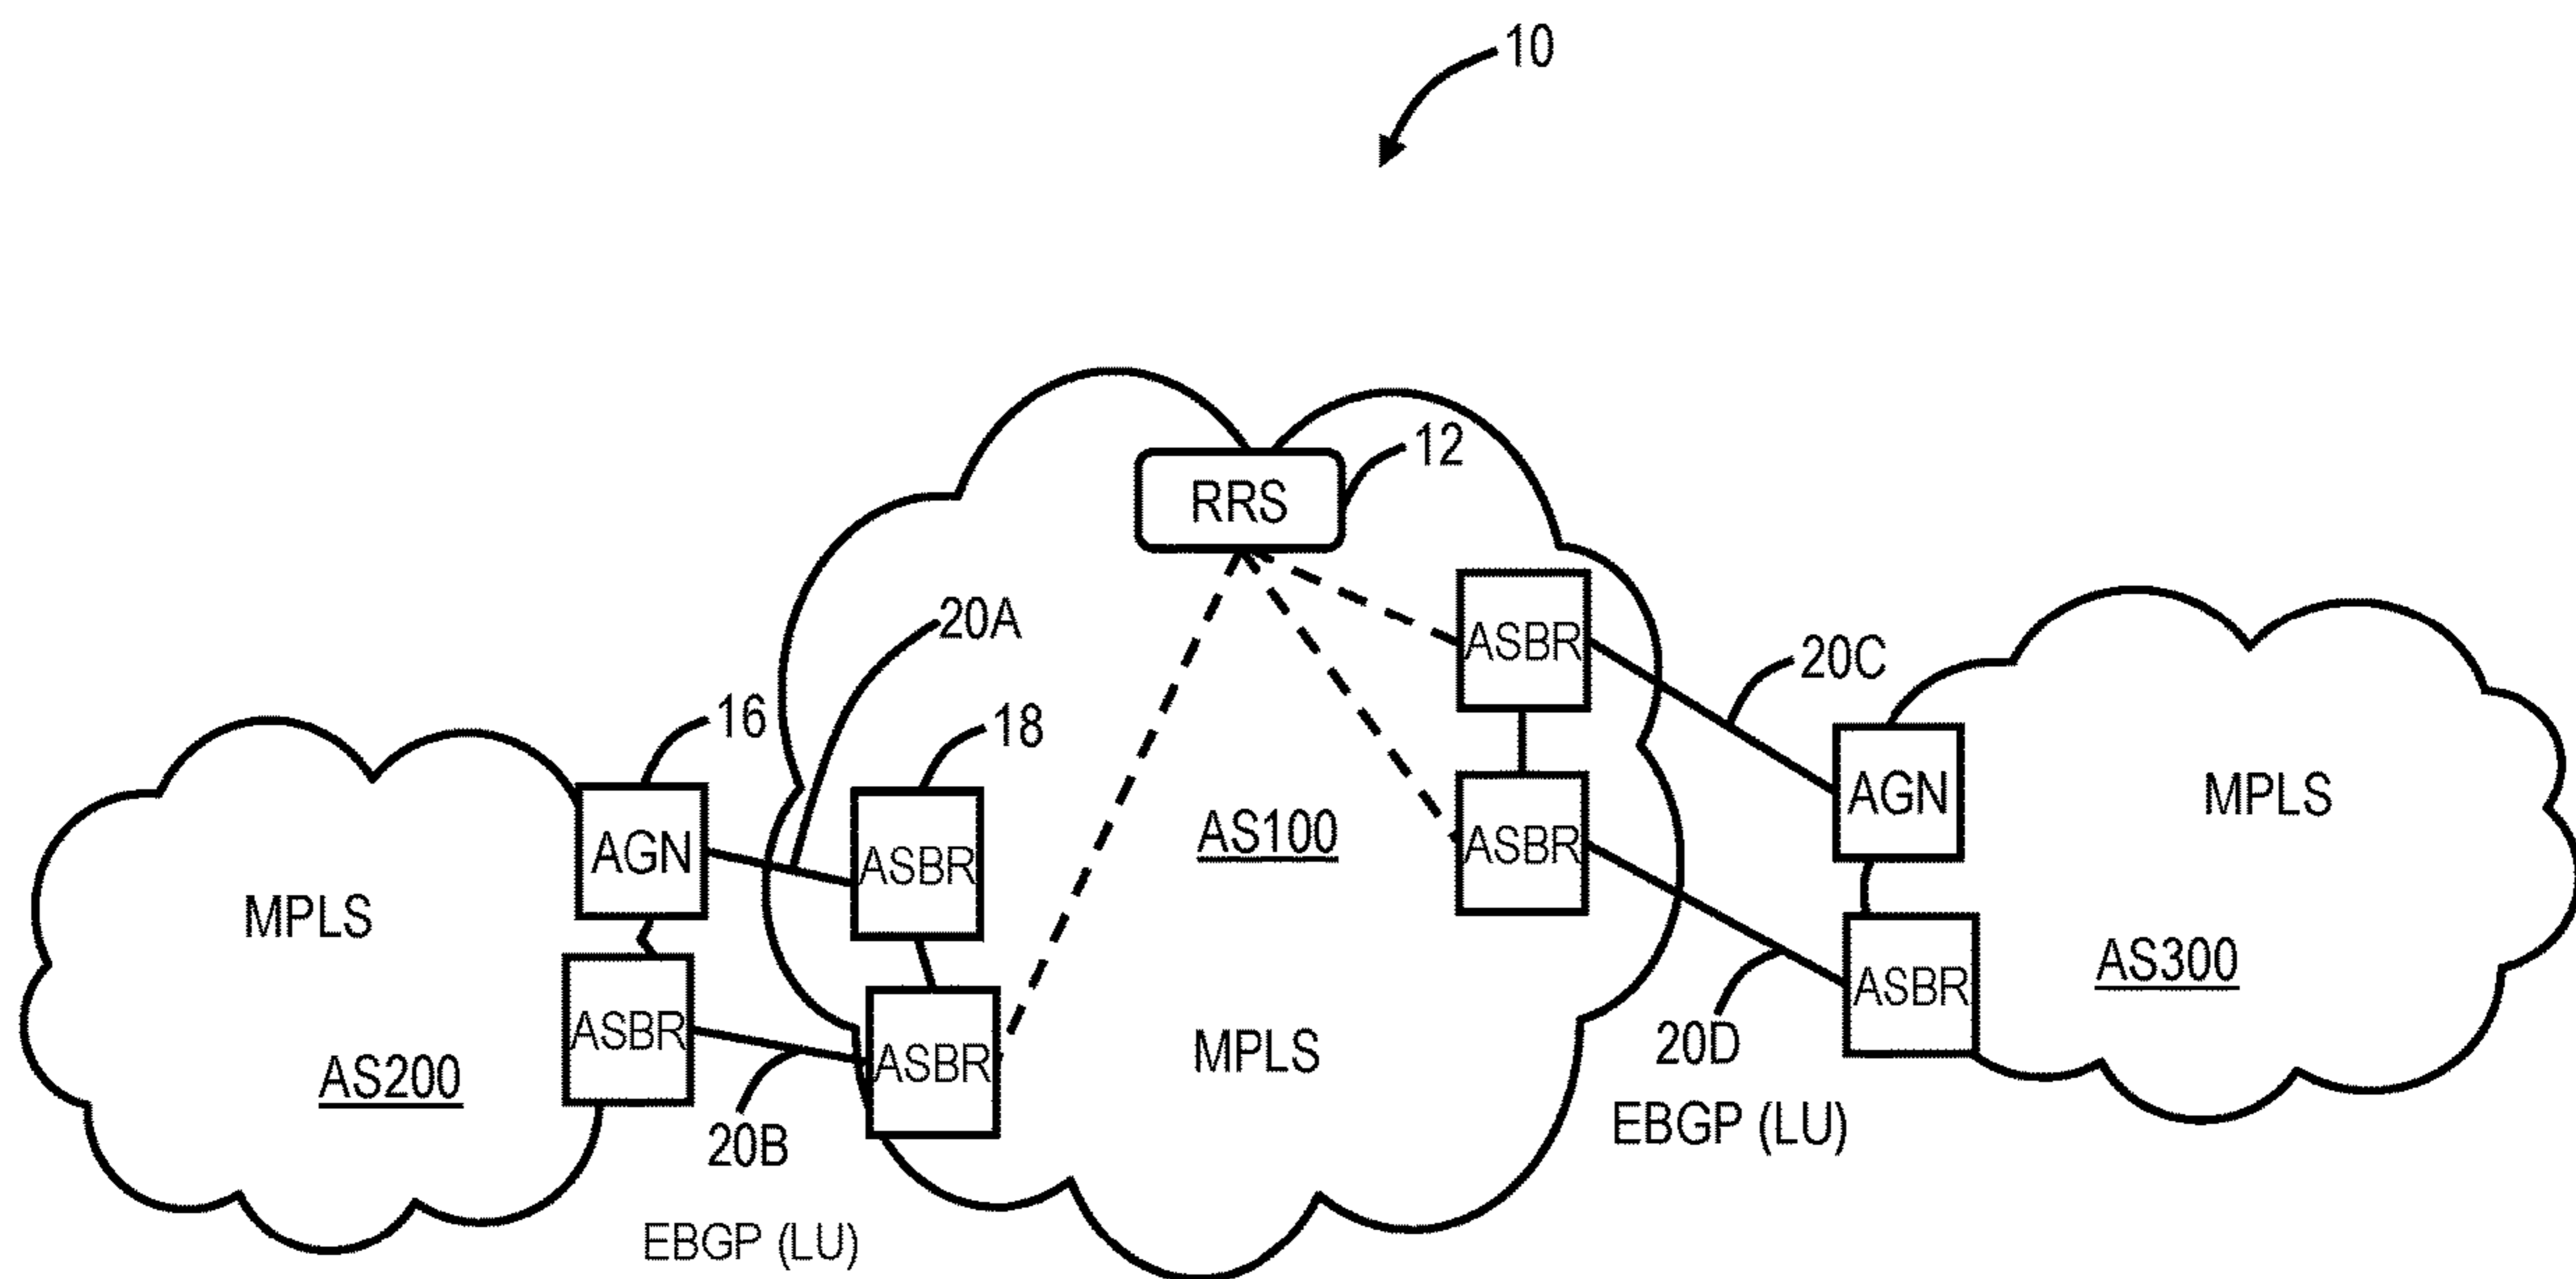 10
12
RRS
20A
ASBR
20C
16
18
AGN
MPLS
AS100
ASBR
AGN
ASBR
MPLS
ASBR
AS300
ASBR
ASBR
MPLS
20D
AS200
20B
EBGP (LU)
EBGP (LU)